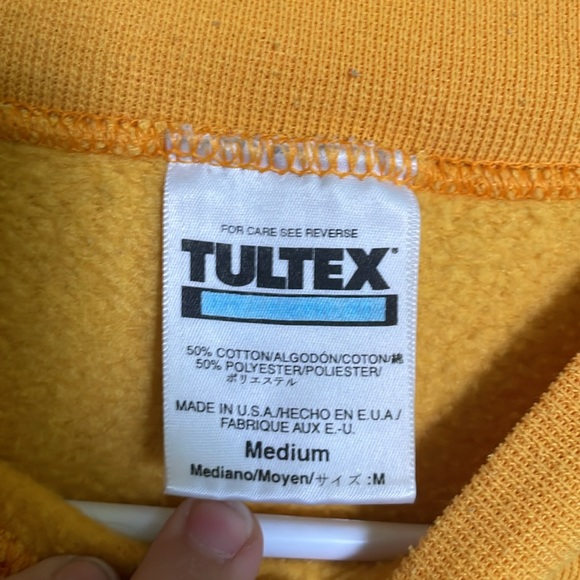 FOR CARE SEE REVERSE
TULTEX®
50% COTTON/ALGODÓN/COTON/綿
50% POLYESTER/POLIESTER/
ポリエステル
MADE IN U.S.A./HECHO EN E.U.A./
FABRIQUE AUX E.-U.
Medium
Mediano/Moyen/サイズ:M